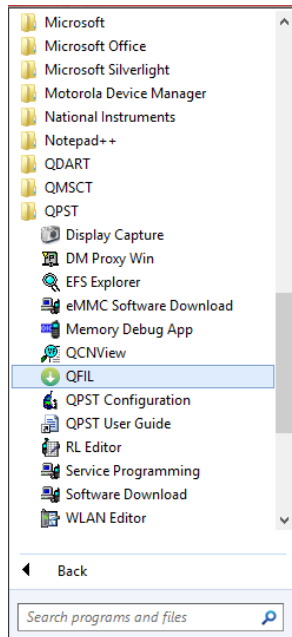 Microsoft
Microsoft Office
Microsoft Silverlight
Motorola Device Manager
National Instruments
Notepad++
QDART
QMSCT
QPST
Display Capture
DM Proxy Win
EFS Explorer
eMMC Software Download
Memory Debug App
QCNView
QFIL
QPST Configuration
QPST User Guide
RL Editor
Service Programming
Software Download
WLAN Editor
Back
Search programs and files